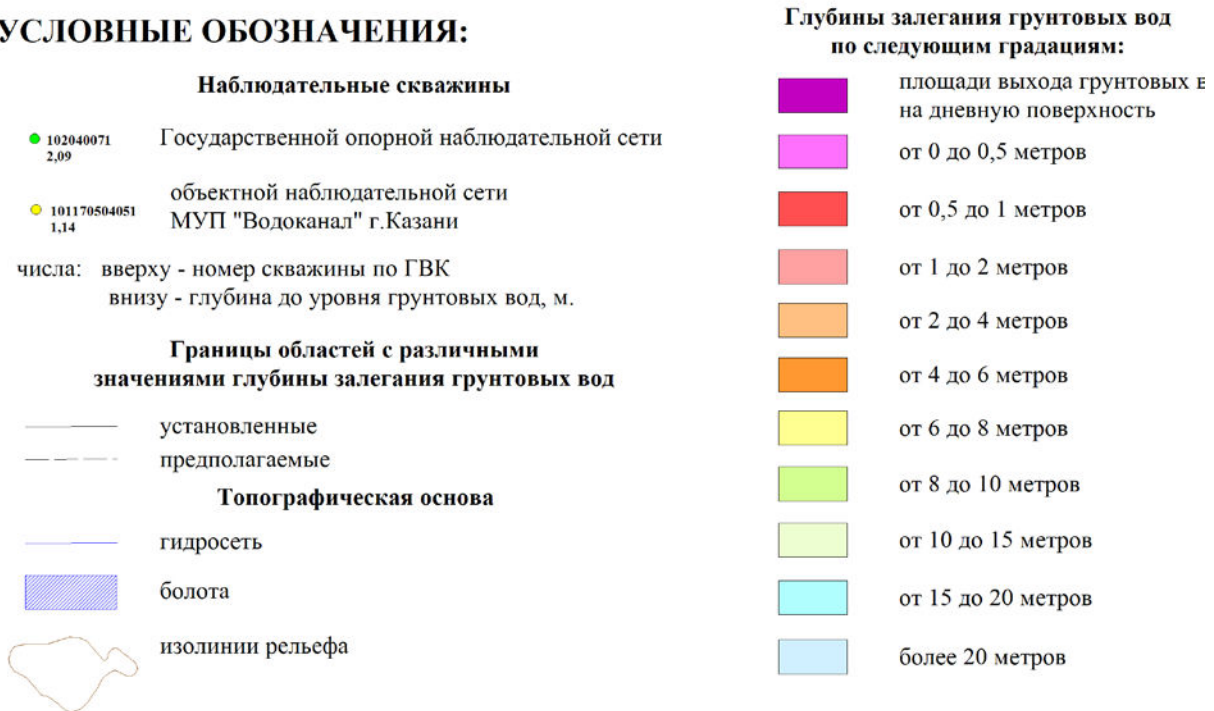 УСЛОВНЫЕ ОБОЗНАЧЕНИЯ:
Наблюдательные скважины
102040071
2,09
Государственной опорной наблюдательной сети
101170504051
1,14
объектной наблюдательной сети
МУП "Водоканал" г.Казани
числа: вверху - номер скважины по ГВК
внизу - глубина до уровня грунтовых вод, м.
Границы областей с различными
значениями глубины залегания грунтовых вод
установленные
предполагаемые
Топографическая основа
гидросеть
болота
изолинии рельефа
Глубины залегания грунтовых вод
по следующим градациям:
площади выхода грунтовых в
на дневную поверхность
от 0 до 0,5 метров
от 0,5 до 1 метров
от 1 до 2 метров
от 2 до 4 метров
от 4 до 6 метров
от 6 до 8 метров
от 8 до 10 метров
от 10 до 15 метров
от 15 до 20 метров
более 20 метров